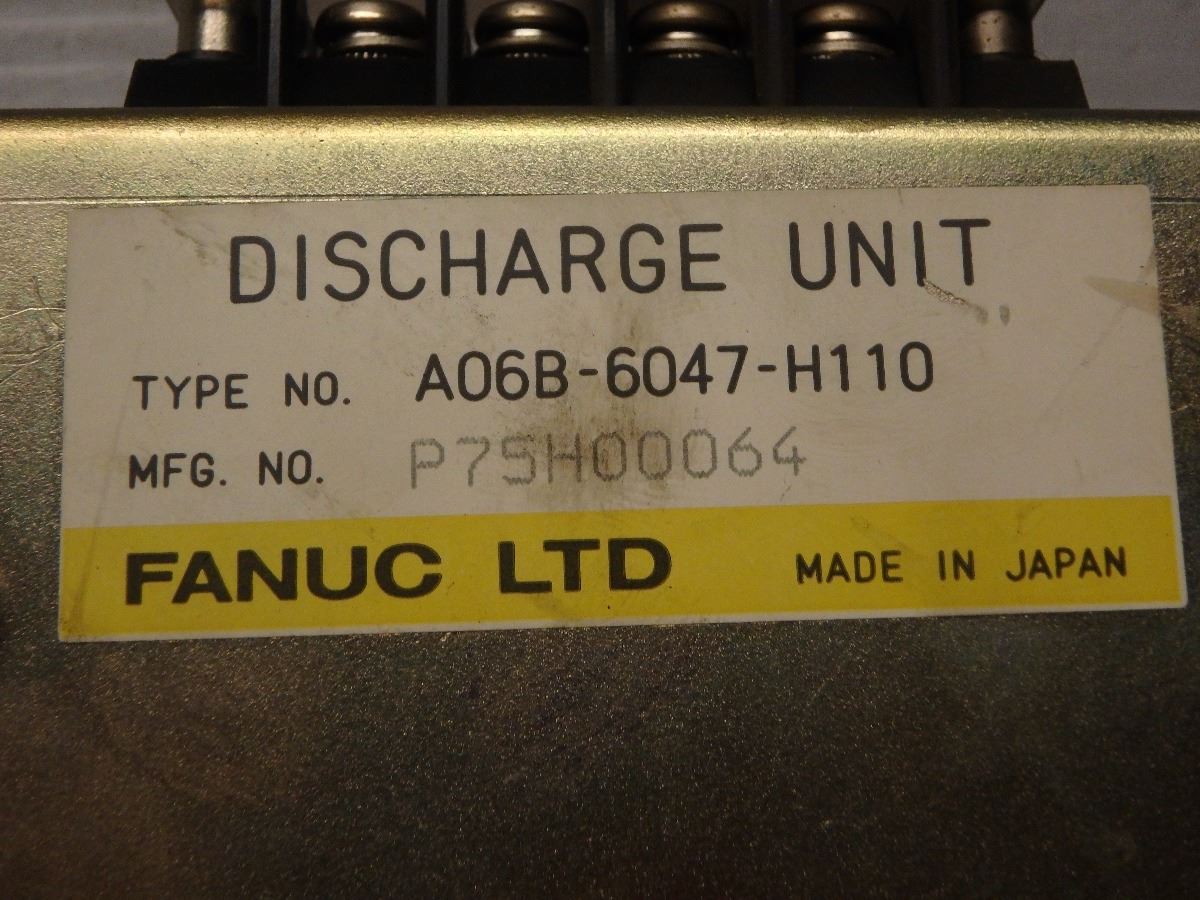 DISCHARGE UNIT
TYPE NO. A06B-6047-H110
MFG. NO. P75H00064
FANUC LTD MADE IN JAPAN